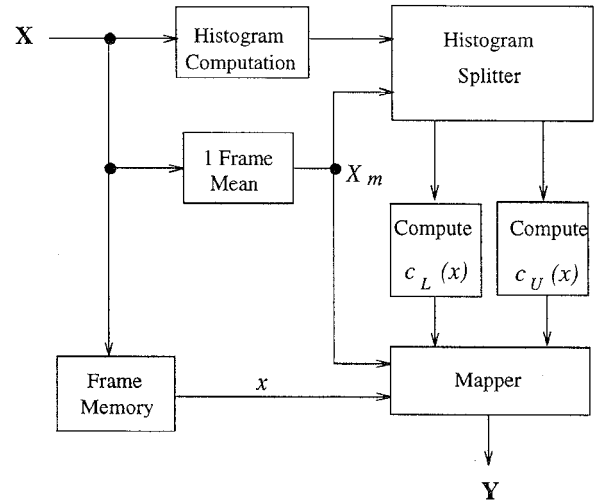 X
Histogram
Computation
Histogram
Splitter
1 Frame
Mean
X m
Compute
c L (x)
Compute
c U (x)
Frame
Memory
x
Mapper
Y